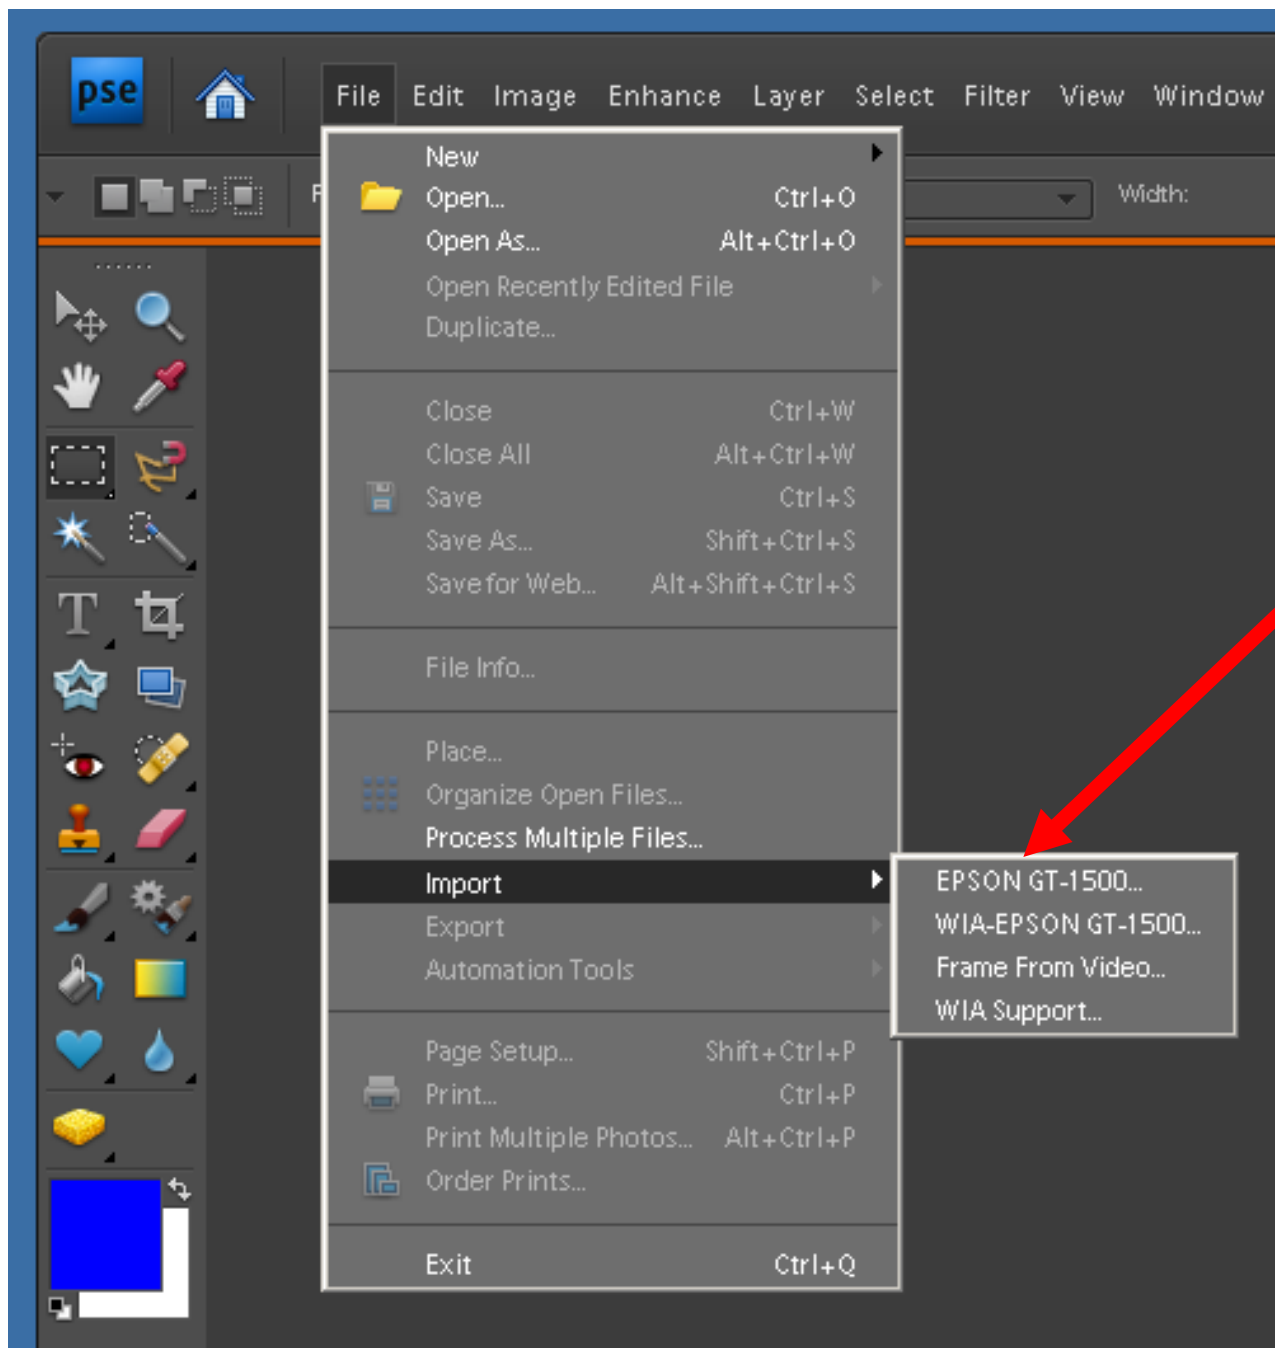 pse
File Edit Image Enhance Layer Select Filter View Window
Width:
New
Open... Ctrl+O
Open As... Alt+Ctrl+O
Open Recently Edited File
Duplicate...
Close Ctrl+W
Close All Alt+Ctrl+W
Save Ctrl+S
Save As... Shift+Ctrl+S
Save for Web... Alt+Shift+Ctrl+S
File Info...
Place...
Organize Open Files...
Process Multiple Files...
Import
Export
Automation Tools
Page Setup... Shift+Ctrl+P
Print... Ctrl+P
Print Multiple Photos... Alt+Ctrl+P
Order Prints...
Exit Ctrl+Q
EPSON GT-1500...
WIA-EPSON GT-1500...
Frame From Video...
WIA Support...
T